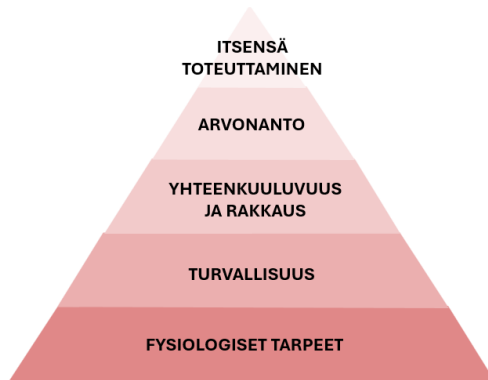 ITSENSÄ
TOTEUTTAMINEN
ARVONANTO
YHTEENKUULUVUUS
JA RAKKAUS
TURVALLISUUS
FYSIOLOGISET TARPEET